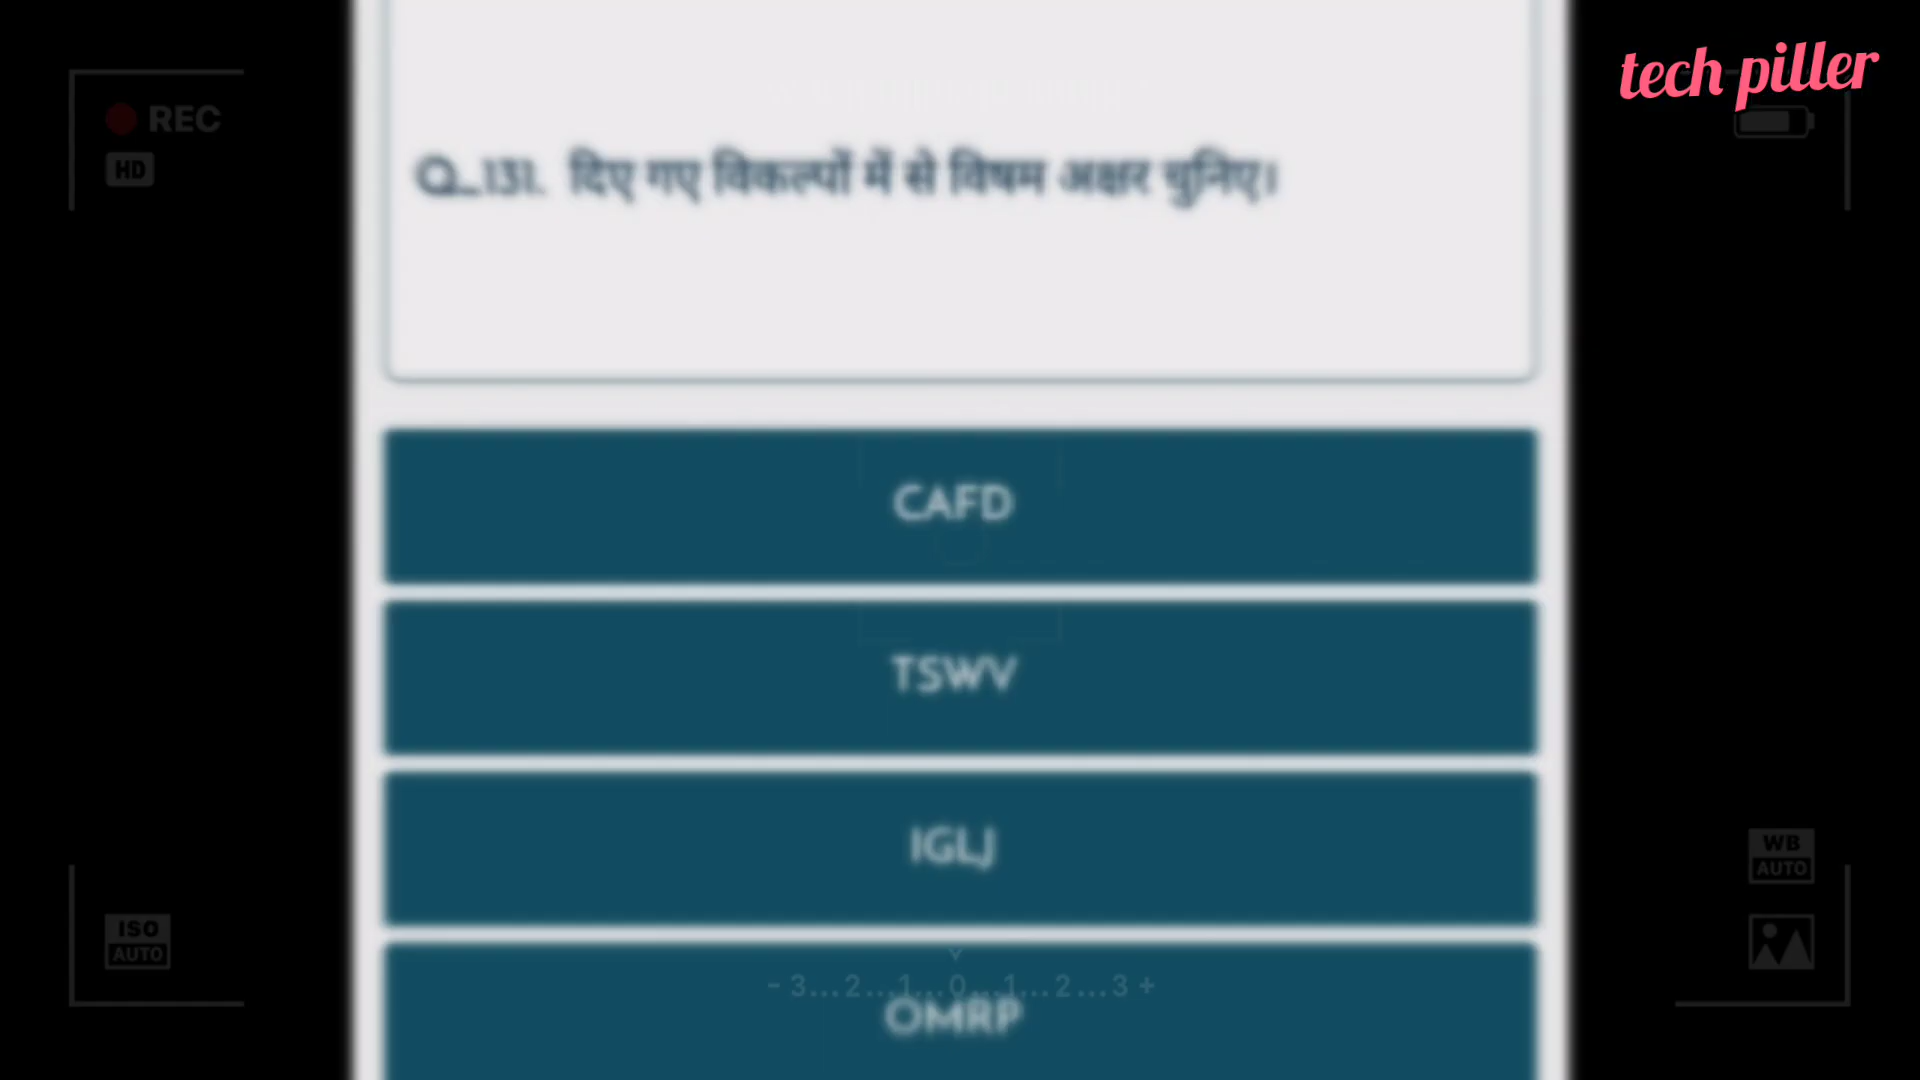 tech piller
REC
HD
Q_131. दिए गए विकल्पों में से विषम अक्षर चुनिए।
CAFD
TSWV
IGLJ
WB
AUTO
ISO
AUTO
- 3...2...1...0...1...2...3 +
OMRP